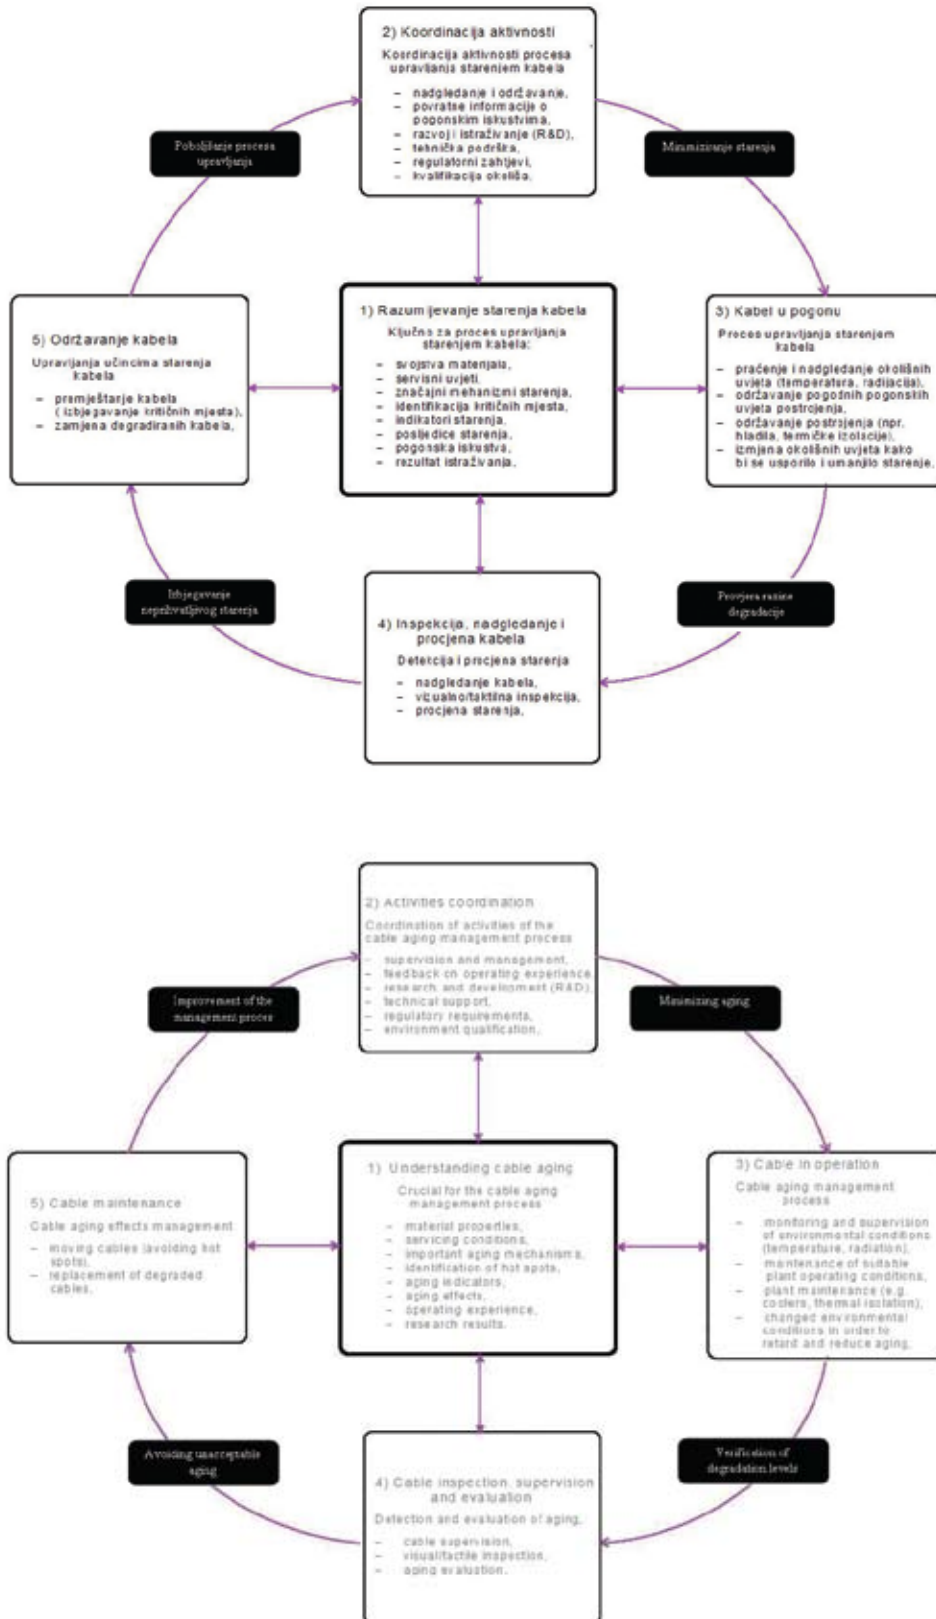 2) Koordinacija aktivnosti
Koordinacija aktivnosti procesa
upravljanja starenjem kabela
– nadgledanje i održavanje,
– povratne informacije o
pogonskim iskustvima,
– razvoj i istraživanje (R&D),
– tehnička podrška,
– regulatorni zahtjevi,
– kvalifikacija okoliša.
Poboljšanje procesa
upravljanja
Minimiziranje starenja
5) Održavanje kabela
Upravljanja učincima starenja
kabela
– premještanje kabela
( izbjegavanje kritičnih mjesta),
– zamjena degradiranih kabela,
1) Razumijevanje starenja kabela
Ključno za proces upravljanja
starenjem kabela:
– svojstva materijala,
– servisni uvjeti,
– značajni mehanizmi starenja,
– identifikacija kritičnih mjesta,
– indikatori starenja,
– posljedice starenja,
– pogonska iskustva,
– rezultat istraživanja,
3) Kabel u pogonu
Proces upravljanja starenjem
kabela
– praćenje i nadgledanje okolišnih
uvjeta (temperatura, radijacija),
– održavanje pogodnih pogonskih
uvjeta postrojenja,
– održavanje postrojenja (npr.
hladila, termičke izolacije),
– izmjena okolišnih uvjeta kako
bi se usporilo i umanjilo starenje,
Izbjegavanje
neprihvatljivog starenja
Provjera razine
degradacije
4) Inspekcija, nadgledanje i
procjena kabela
Detekcija i procjena starenja
– nadgledanje kabela,
– vizualno/taktilna inspekcija,
– procjena starenja,
2) Activities coordination
Coordination of activities of the
cable aging management process
– supervision and management,
– feedback on operating experience
– research and development (R&D),
– technical support,
– regulatory requirements,
– environment qualification,
Improvement of the
management proces
Minimizing aging
5) Cable maintenance
Cable aging effects management
– moving cables (avoiding hot
spots),
– replacement of degraded
cables,
1) Understanding cable aging
Crucial for the cable aging
management process
– material properties,
– servicing conditions,
– important aging mechanisms,
– identification of hot spots,
– aging indicators,
– aging effects,
– operating experience,
– research results.
3) Cable in operation
Cable aging management
process
– monitoring and supervision
of environmental conditions
(temperature, radiation),
– maintenance of suitable
plant operating conditions,
– plant maintenance (e.g.
coolers, thermal isolation),
– changed environmental
conditions in order to
retard and reduce aging,
Avoiding unacceptable
aging
Verification of
degradation levels
4) Cable inspection, supervision
and evaluation
Detection and evaluation of aging,
– cable supervision,
– visual/tactile inspection,
– aging evaluation,